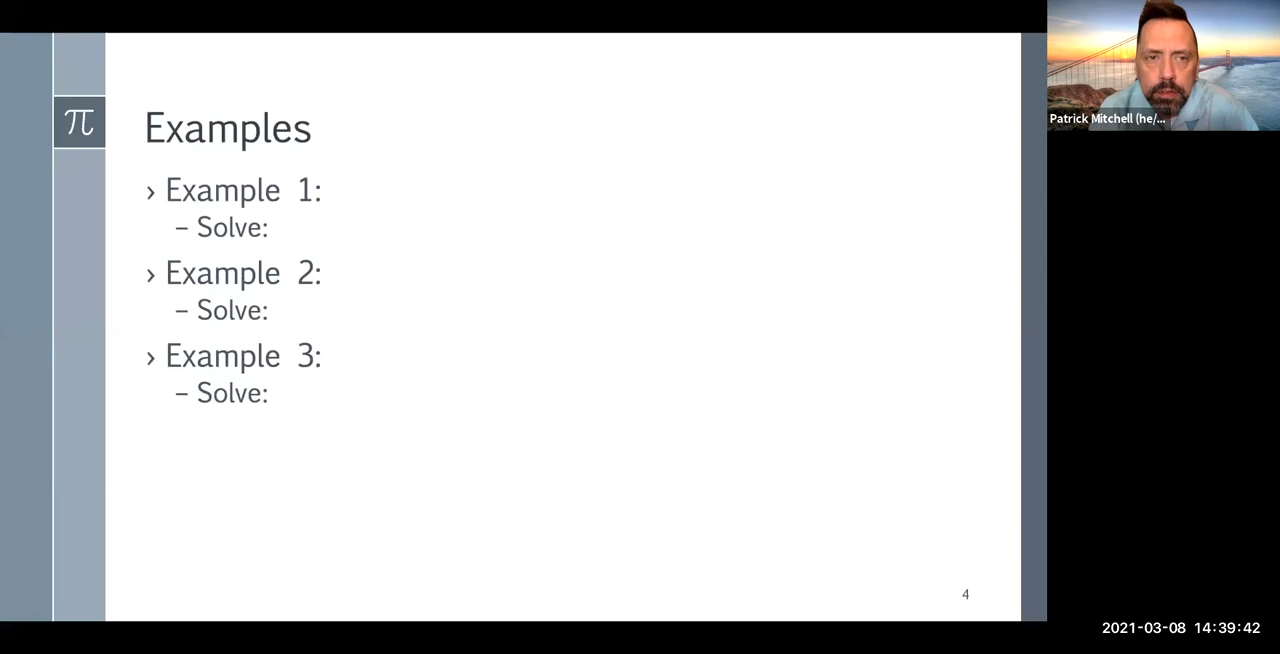 π
Examples
› Example 1:
– Solve:
› Example 2:
– Solve:
› Example 3:
– Solve:
4
Patrick Mitchell (he/...
2021-03-08 14:39:42